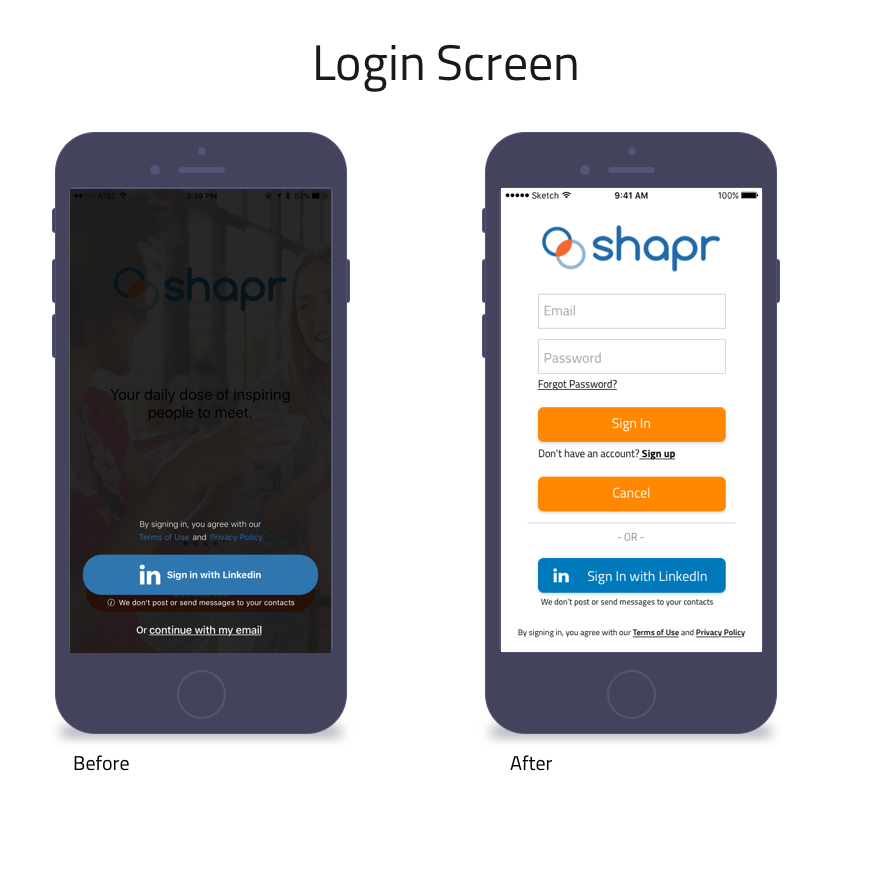 Login Screen
AT&T 3:39 PM 52%
shapr
Your daily dose of inspiring
people to meet.
By signing in, you agree with our
Terms of Use and Privacy Policy
in Sign in with Linkedin
We don't post or send messages to your contacts
Or continue with my email
Before
Sketch 9:41 AM 100%
shapr
Email
Password
Forgot Password?
Sign In
Don't have an account? Sign up
Cancel
- OR -
in Sign In with LinkedIn
We don't post or send messages to your contacts
By signing in, you agree with our Terms of Use and Privacy Policy
After